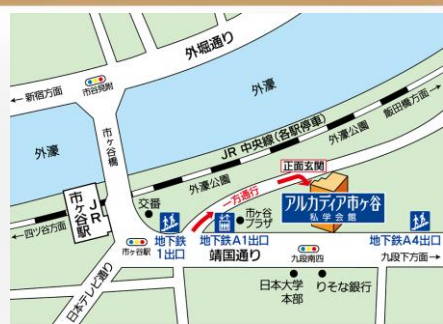 外堀通り
← 新宿方面
市谷見附
外濠
外濠
飯田橋方面 →
外濠公園
JR 中央線(各駅停車)
市ヶ谷橋
外濠
正面玄関
外濠公園
一方通行
アルカディア市ヶ谷
私学会館
交番
市ヶ谷
プラザ
JR
市ヶ谷駅
← 四ツ谷方面
地下鉄
1出口
地下鉄A1出口
地下鉄A4出口
市ヶ谷駅
靖国通り
九段南四
九段下方面 →
日本テレビ通り
日本大学
本部
りそな銀行